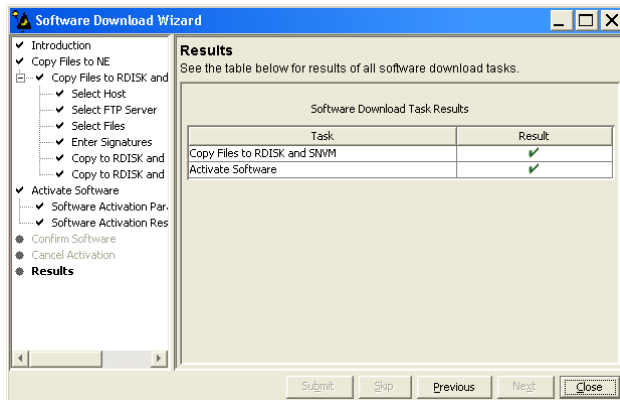 Software Download Wizard
Introduction
Copy Files to NE
Copy Files to RDISK and
Select Host
Select FTP Server
Select Files
Enter Signatures
Copy to RDISK and
Copy to RDISK and
Activate Software
Software Activation Par
Software Activation Res
Confirm Software
Cancel Activation
Results
Results
See the table below for results of all software download tasks.
Software Download Task Results
Task Result
Copy Files to RDISK and SNVM
Activate Software
Submit Skip Previous Next Close